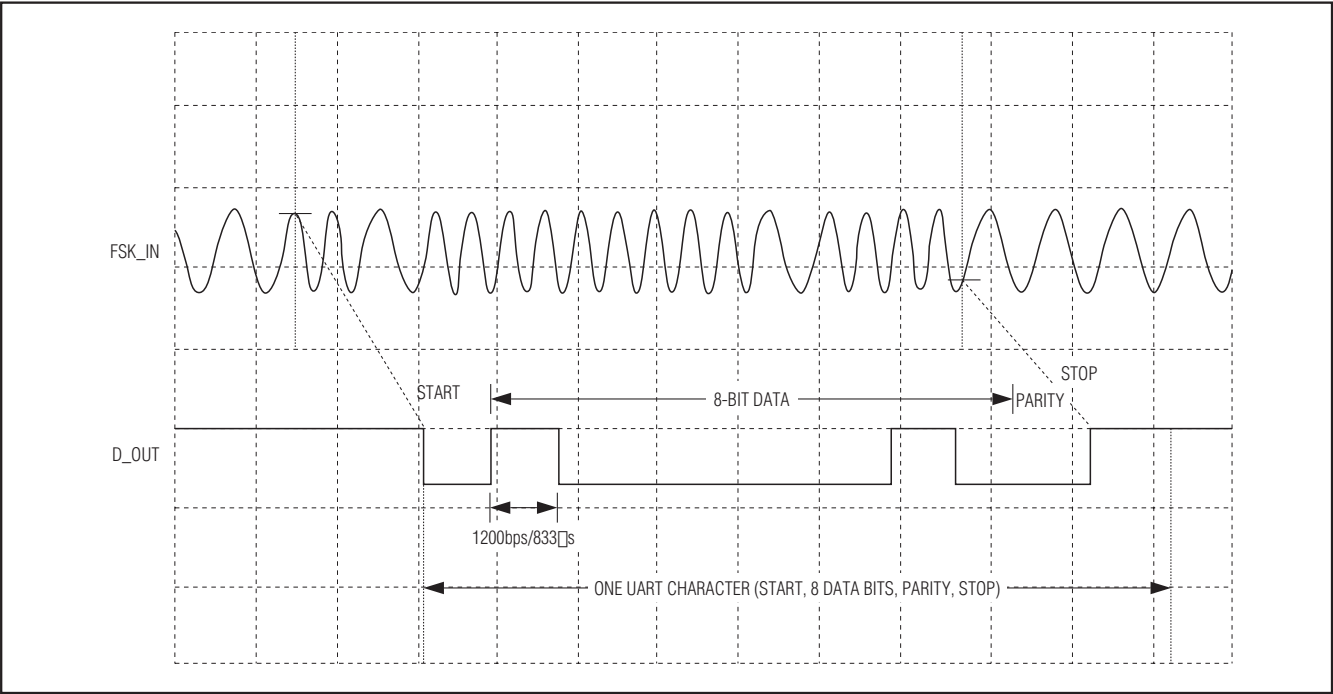 FSK_IN
START
STOP
8-BIT DATA
PARITY
D_OUT
1200bps/833▯s
ONE UART CHARACTER (START, 8 DATA BITS, PARITY, STOP)